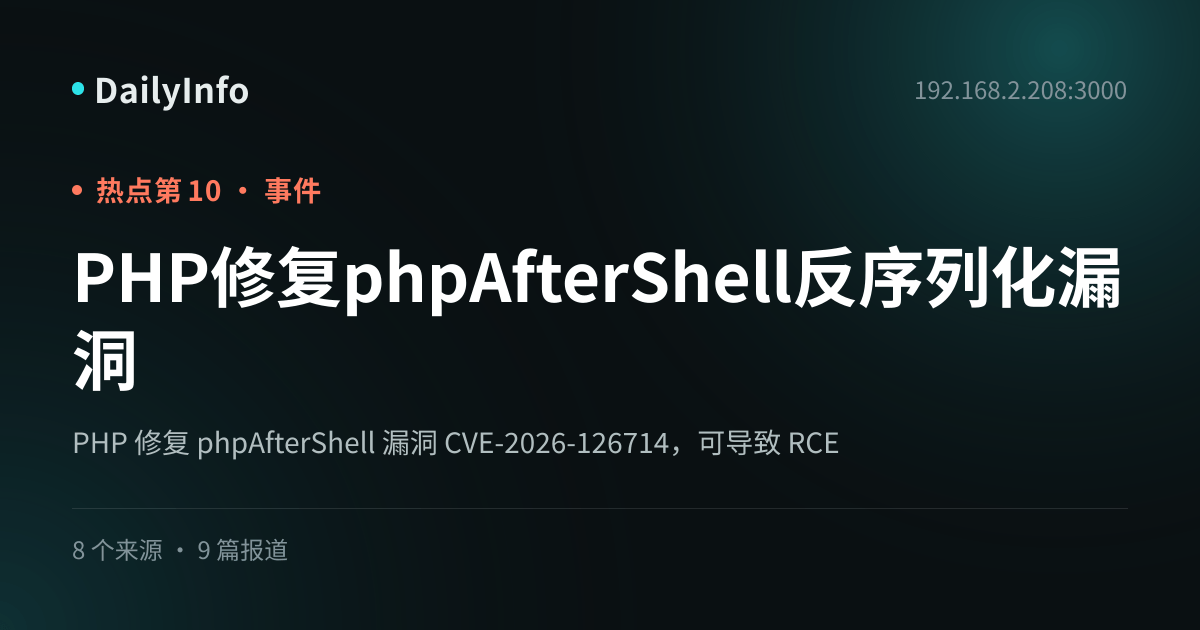 DailyInfo
192.168.2.208:3000
热点第 10 · 事件
PHP修复phpAfterShell反序列化漏
洞
PHP 修复 phpAfterShell 漏洞 CVE-2026-126714，可导致 RCE
8 个来源 · 9 篇报道